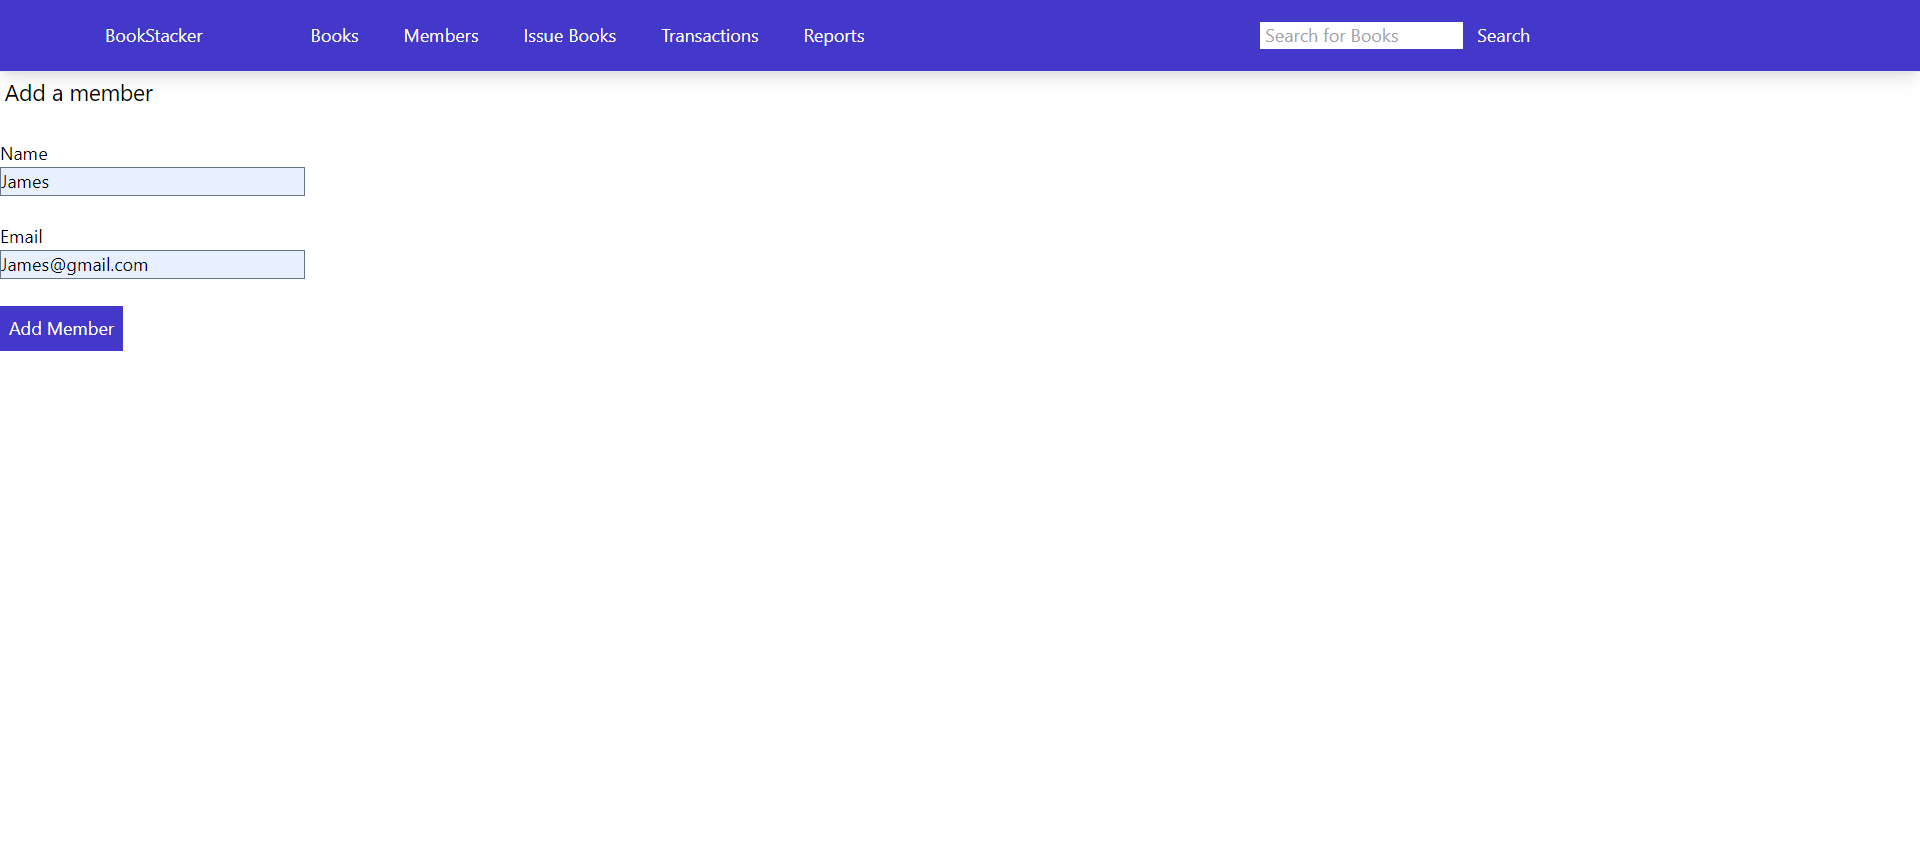 BookStacker Books Members Issue Books Transactions Reports Search for Books Search
Add a member
Name
James
Email
James@gmail.com
Add Member